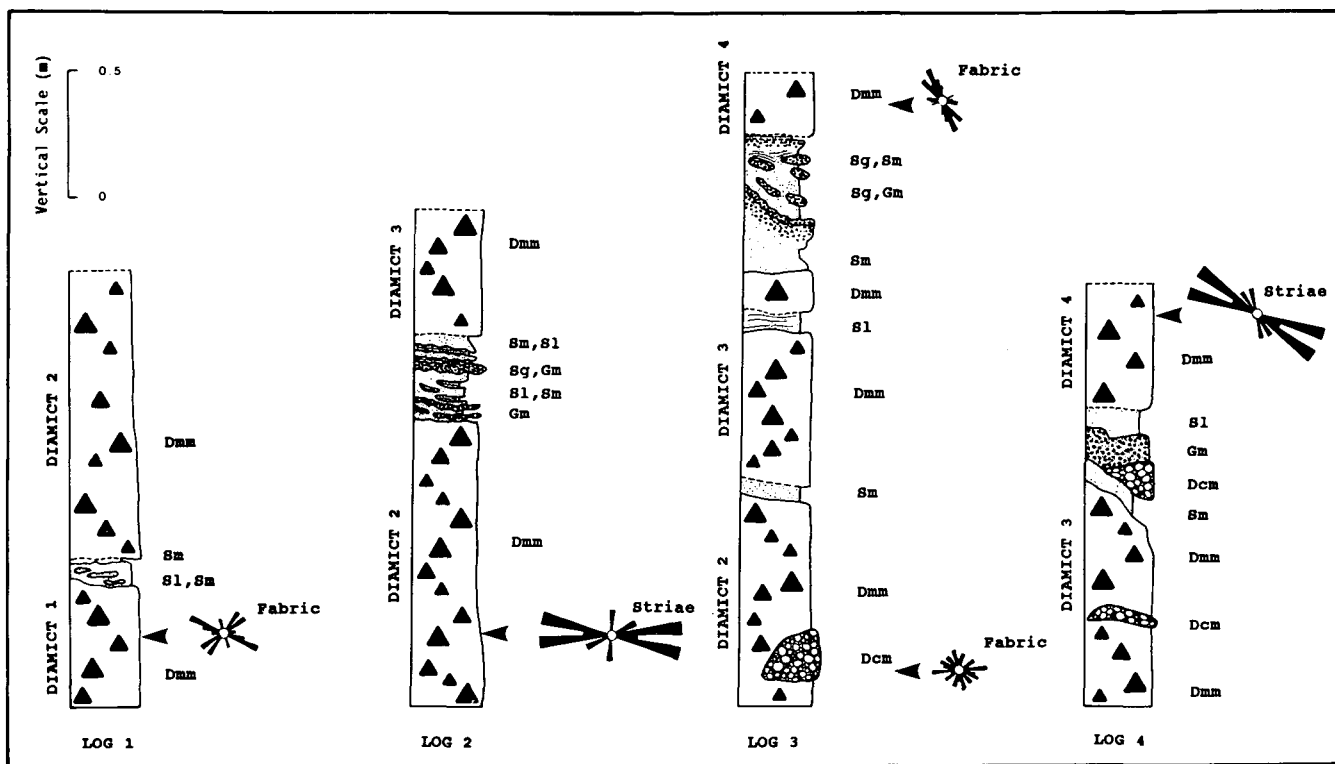 Vertical Scale (m)
0.5
0
DIAMICT 2
DIAMICT 1
Dmm
Sm
Sl,Sm
Fabric
Dmm
LOG 1
DIAMICT 3
DIAMICT 2
Dmm
Sm,Sl
Sg,Gm
Sl,Sm
Gm
Dmm
Striae
LOG 2
DIAMICT 4
DIAMICT 3
DIAMICT 2
Dmm
Fabric
Sg,Sm
Sg,Gm
Sm
Dmm
Sl
Dmm
Sm
Dmm
Dcm
Fabric
LOG 3
DIAMICT 4
DIAMICT 3
Striae
Dmm
Sl
Gm
Dcm
Sm
Dmm
Dcm
Dmm
LOG 4